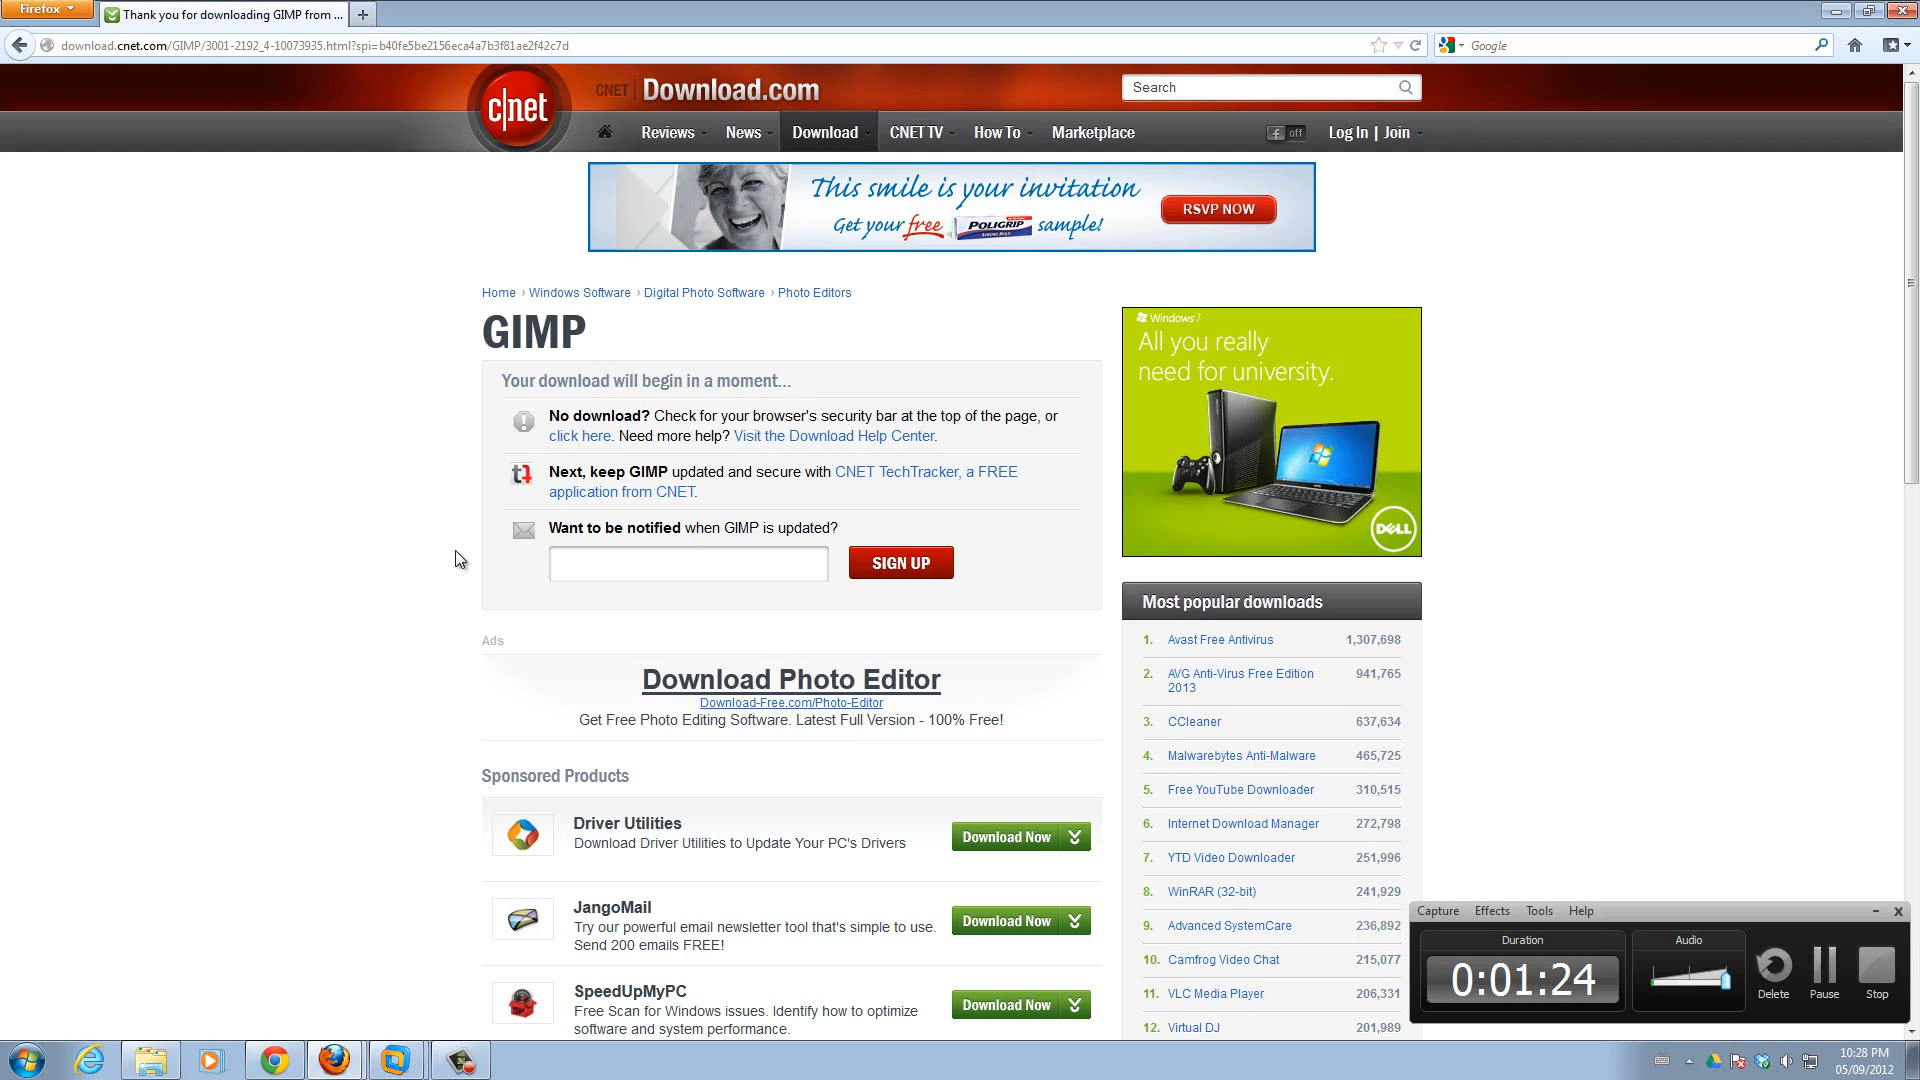 Firefox
Thank you for downloading GIMP from ...
download.cnet.com/GIMP/3001-2192_4-10073935.html?spi=b40fe5be2156eca4a7b3f81ae2f42c7d
Google
c|net
CNET
Download.com
Search
Reviews
News
Download
CNET TV
How To
Marketplace
off
Log In | Join
This smile is your invitation
Get your free POLIGRIP sample!
RSVP NOW
Home › Windows Software › Digital Photo Software › Photo Editors
GIMP
Your download will begin in a moment...
No download? Check for your browser's security bar at the top of the page, or
click here. Need more help? Visit the Download Help Center.
Next, keep GIMP updated and secure with CNET TechTracker, a FREE
application from CNET.
Want to be notified when GIMP is updated?
SIGN UP
Windows 7
All you really
need for university.
DELL
Ads
Download Photo Editor
Download-Free.com/Photo-Editor
Get Free Photo Editing Software. Latest Full Version - 100% Free!
Sponsored Products
Driver Utilities
Download Driver Utilities to Update Your PC's Drivers
Download Now
JangoMail
Try our powerful email newsletter tool that's simple to use.
Send 200 emails FREE!
Download Now
SpeedUpMyPC
Free Scan for Windows issues. Identify how to optimize
software and system performance.
Download Now
Most popular downloads
1. Avast Free Antivirus 1,307,698
2. AVG Anti-Virus Free Edition 941,765
2013
3. CCleaner 637,634
4. Malwarebytes Anti-Malware 465,725
5. Free YouTube Downloader 310,515
6. Internet Download Manager 272,798
7. YTD Video Downloader 251,996
8. WinRAR (32-bit) 241,929
9. Advanced SystemCare 236,892
10. Camfrog Video Chat 215,077
11. VLC Media Player 206,331
12. Virtual DJ 201,989
Capture Effects Tools Help
Duration
0:01:24
Audio
Delete
Pause
Stop
10:28 PM
05/09/2012